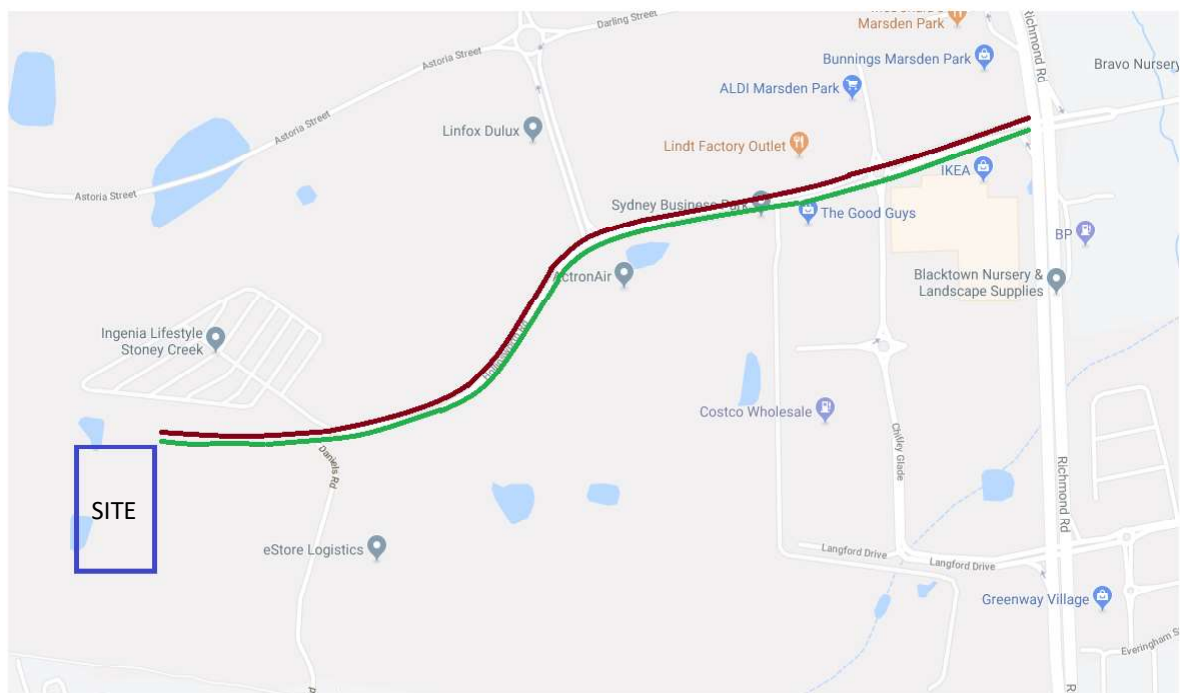 Darling Street
Marsden Park
Richmond Rd
Astoria Street
Bunnings Marsden Park
Bravo Nursery
ALDI Marsden Park
Astoria Street
Linfox Dulux
Lindt Factory Outlet
IKEA
Astoria Street
Sydney Business Park
The Good Guys
BP
ActronAir
Blacktown Nursery &
Landscape Supplies
Ingenia Lifestyle
Stoney Creek
Costco Wholesale
Chifley Glade
Daniels Rd
Richmond Rd
SITE
eStore Logistics
Langford Drive
Langford Drive
Greenway Village